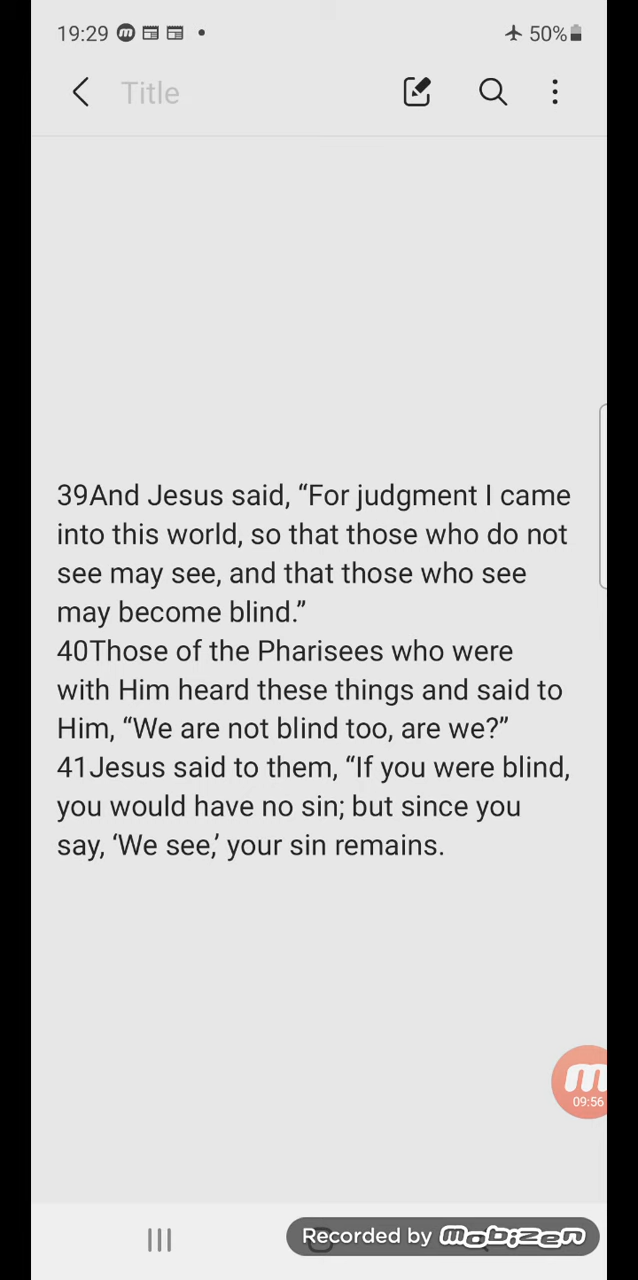 19:29
50%
Title
39And Jesus said, “For judgment I came
into this world, so that those who do not
see may see, and that those who see
may become blind.”
40Those of the Pharisees who were
with Him heard these things and said to
Him, “We are not blind too, are we?”
41Jesus said to them, “If you were blind,
you would have no sin; but since you
say, ‘We see,’ your sin remains.
09:56
Recorded by mobizen